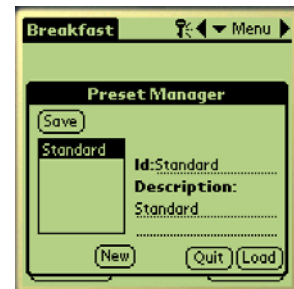 Breakfast Menu
Preset Manager
Save
Standard
Id:Standard
Description:
Standard
New Quit Load